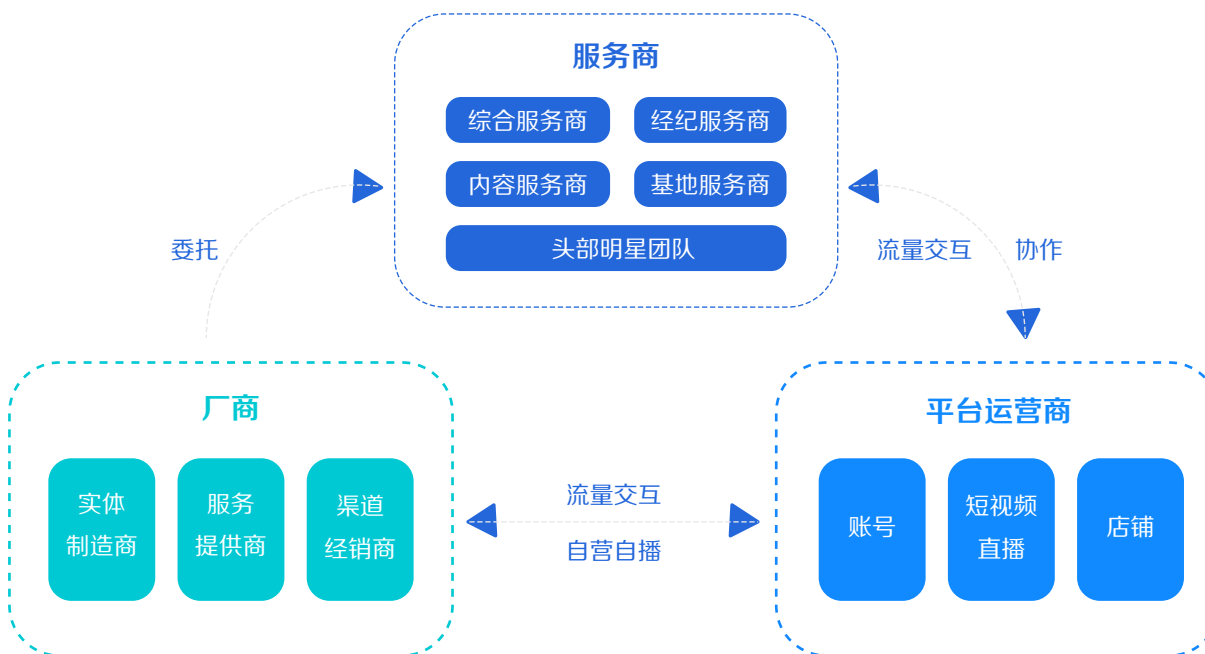 服务商
综合服务商
经纪服务商
内容服务商
基地服务商
头部明星团队
委托
流量交互
协作
厂商
实体
制造商
服务
提供商
渠道
经销商
流量交互
自营自播
平台运营商
账号
短视频
直播
店铺